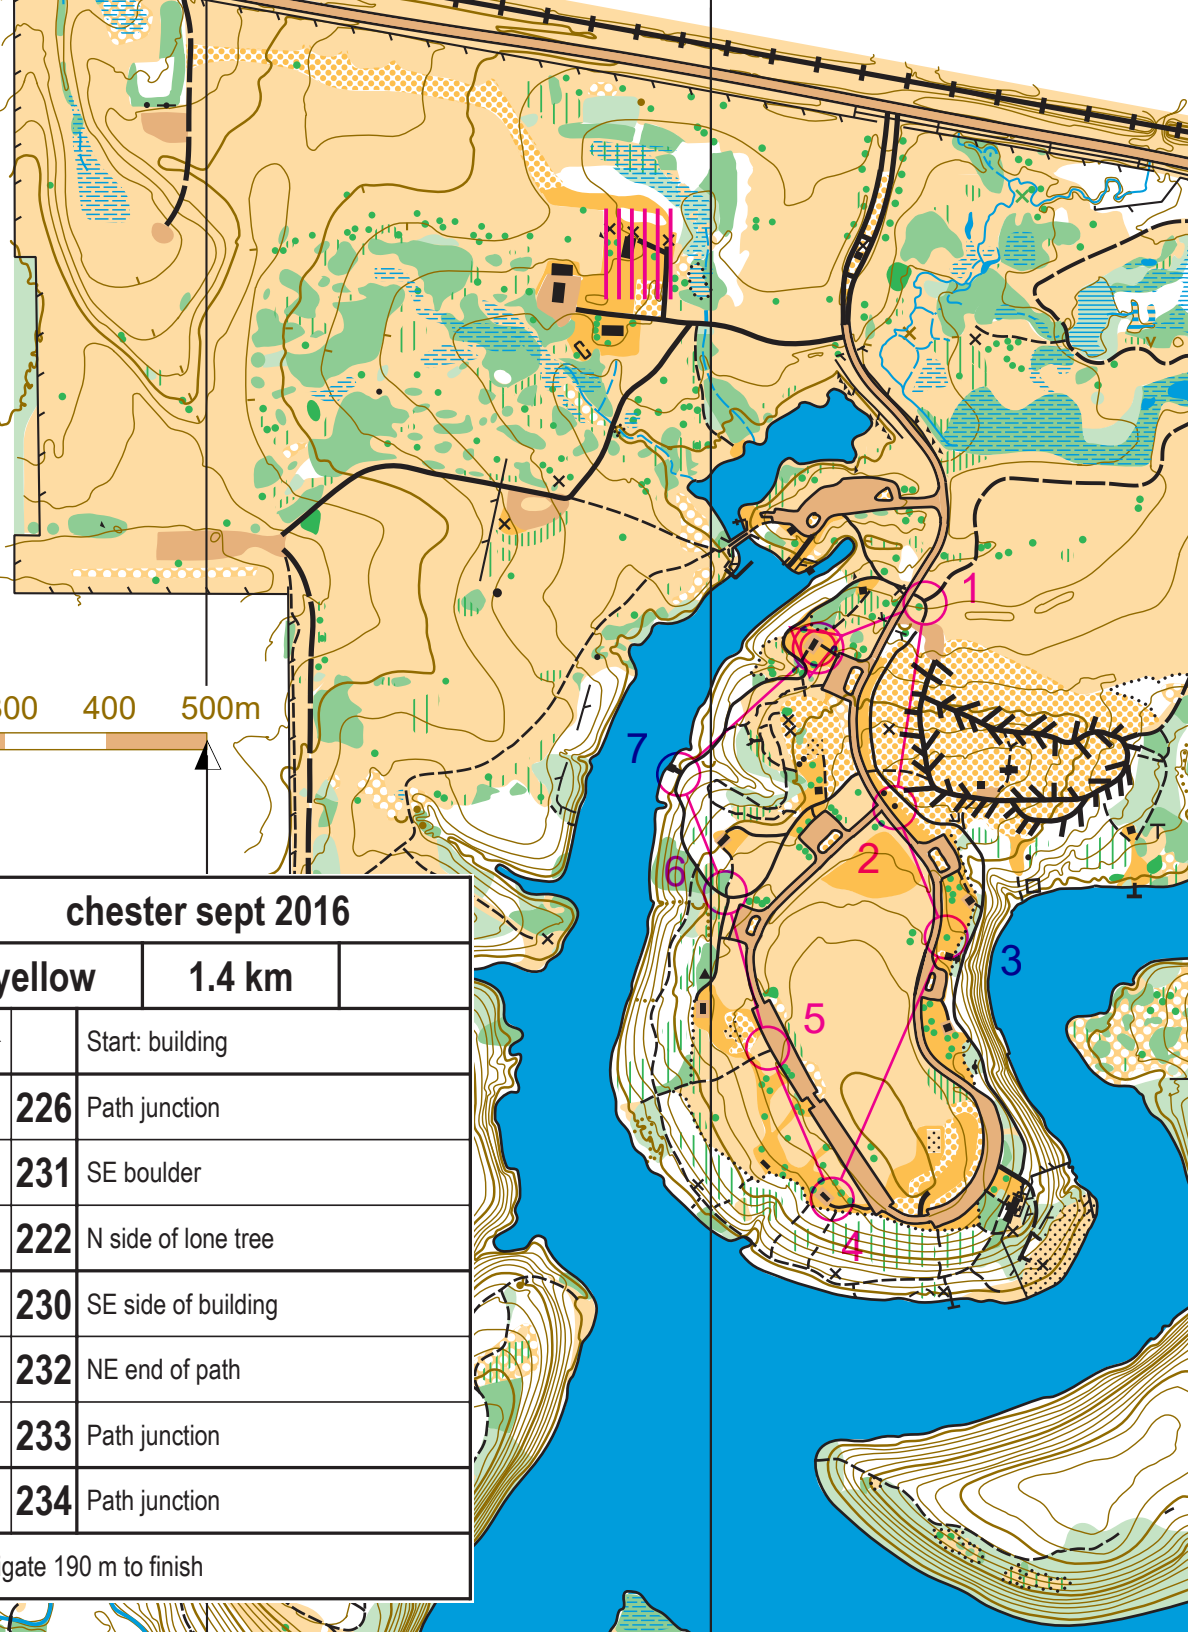 1
7
300 400 500m
2
6
3
chester sept 2016
yellow 1.4 km
5
Start: building
226 Path junction
231 SE boulder
222 N side of lone tree
4
230 SE side of building
232 NE end of path
233 Path junction
234 Path junction
igate 190 m to finish